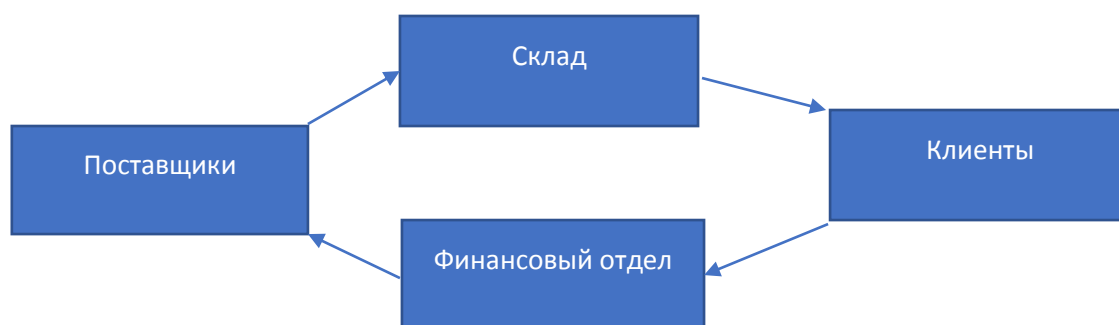 Склад
Поставщики
Клиенты
Финансовый отдел